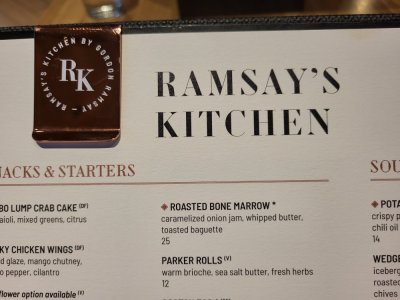 RAMSAY'S KITCHEN BY GORDON RAMSAY
RK
RAMSAY'S
KITCHEN
SNACKS & STARTERS
BO LUMP CRAB CAKE (DF)
aioli, mixed greens, citrus
KY CHICKEN WINGS (DF)
d glaze, mango chutney,
o pepper, cilantro
flower option available (V)
ROASTED BONE MARROW *
caramelized onion jam, whipped butter,
toasted baguette
25
PARKER ROLLS (V)
warm brioche, sea salt butter, fresh herbs
12
SOU
POTA
crispy p
chili oil
14
WEDGE
iceberg
roasted
chives